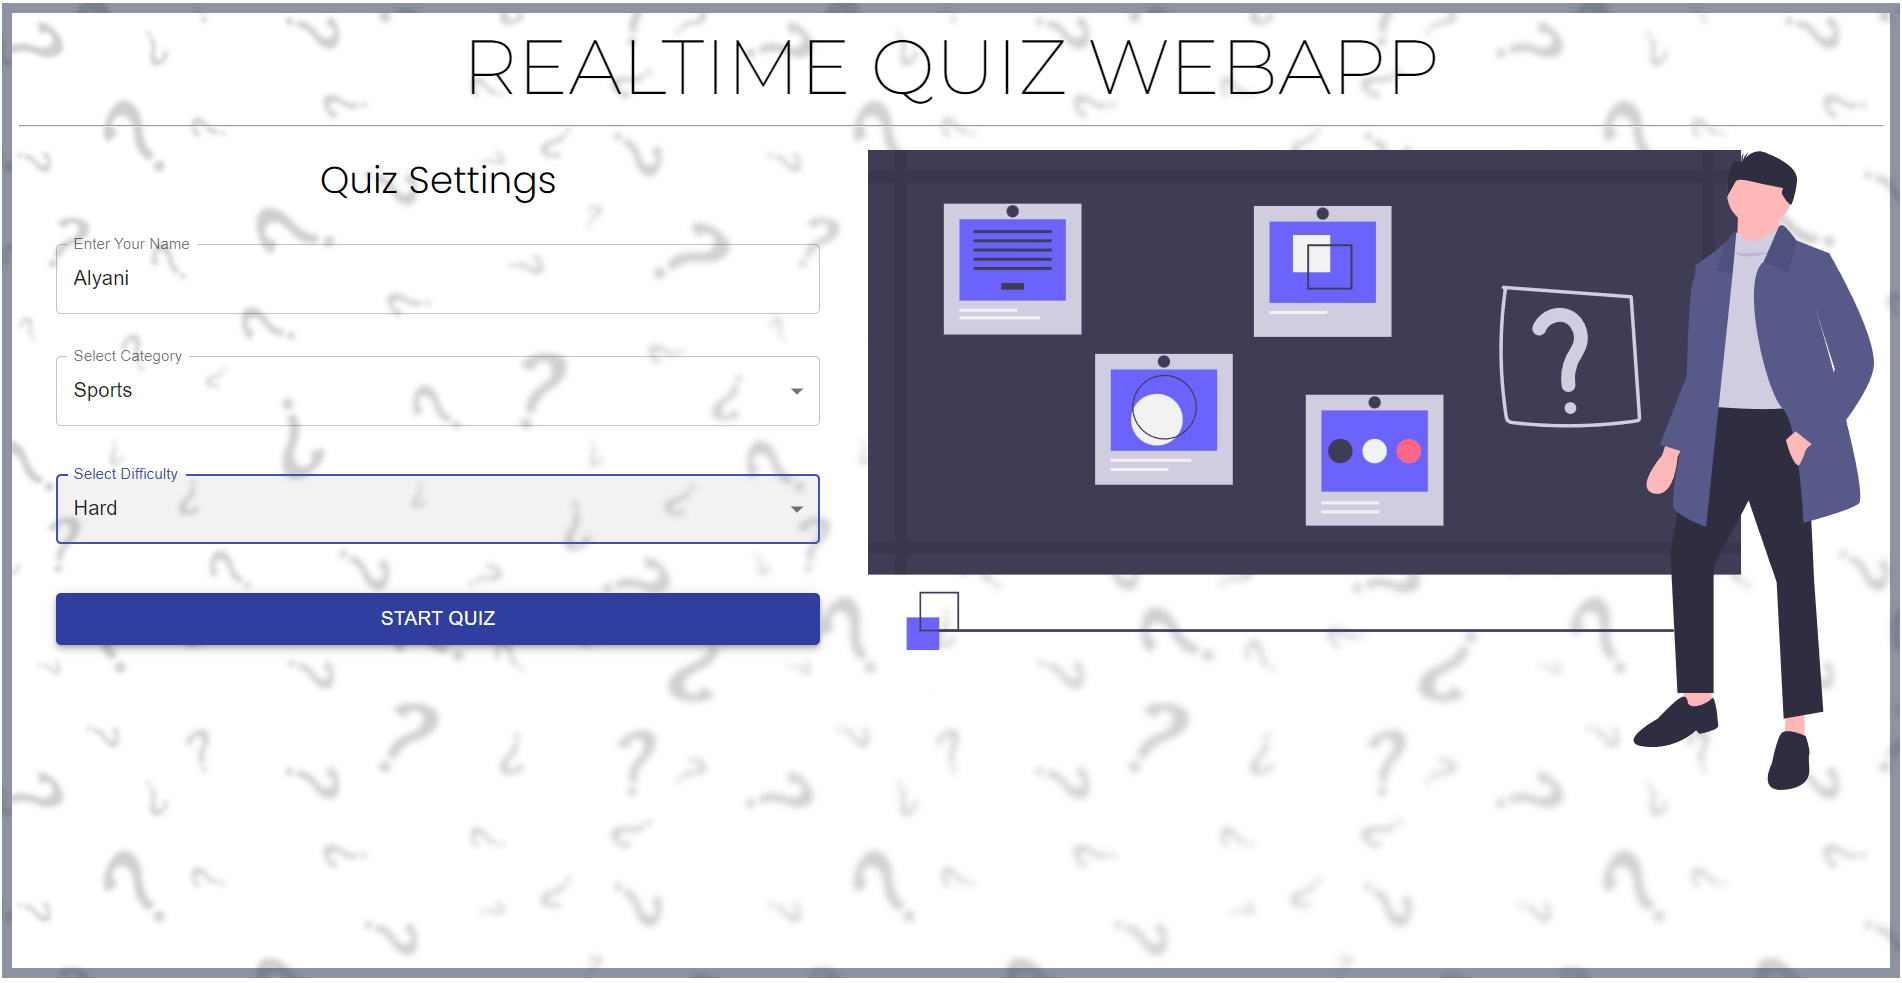 REALTIME QUIZ WEBAPP
Quiz Settings
Enter Your Name
Alyani
Select Category
Sports
Select Difficulty
Hard
START QUIZ
?